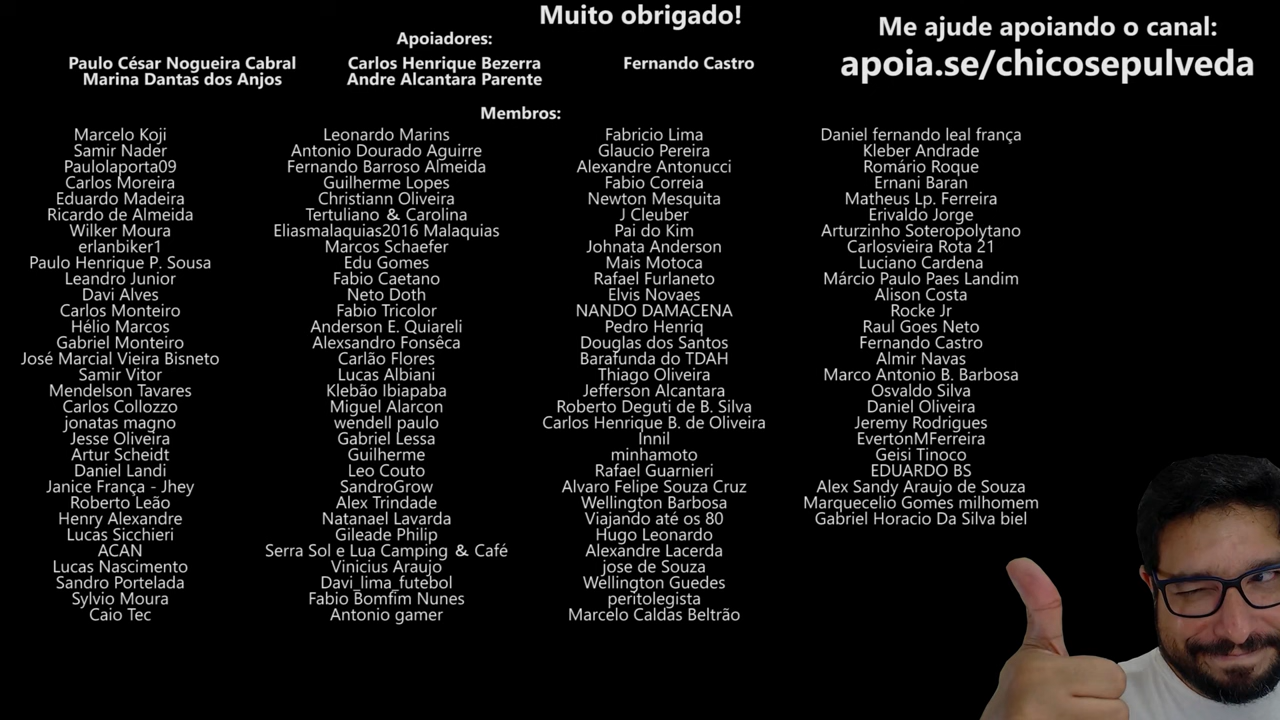 Muito obrigado!
Me ajude apoiando o canal:
apoia.se/chicosepulveda
Apoiadores:
Paulo César Nogueira Cabral
Marina Dantas dos Anjos
Carlos Henrique Bezerra
Andre Alcantara Parente
Fernando Castro
Membros:
Marcelo Koji
Samir Nader
Paulolaporta09
Carlos Moreira
Eduardo Madeira
Ricardo de Almeida
Wilker Moura
erlanbiker1
Paulo Henrique P. Sousa
Leandro Junior
Davi Alves
Carlos Monteiro
Hélio Marcos
Gabriel Monteiro
José Marcial Vieira Bisneto
Samir Vitor
Mendelson Tavares
Carlos Collozzo
jonatas magno
Jesse Oliveira
Artur Scheidt
Daniel Landi
Janice França - Jhey
Roberto Leão
Henry Alexandre
Lucas Sicchieri
ACAN
Lucas Nascimento
Sandro Portelada
Sylvio Moura
Caio Tec
Leonardo Marins
Antonio Dourado Aguirre
Fernando Barroso Almeida
Guilherme Lopes
Christiann Oliveira
Tertuliano & Carolina
Eliasmalaquias2016 Malaquias
Marcos Schaefer
Edu Gomes
Fabio Caetano
Neto Doth
Fabio Tricolor
Anderson E. Quiareli
Alexsandro Fonsêca
Carlão Flores
Lucas Albiani
Klebão Ibiapaba
Miguel Alarcon
wendell paulo
Gabriel Lessa
Guilherme
Leo Couto
SandroGrow
Alex Trindade
Natanael Lavarda
Gileade Philip
Serra Sol e Lua Camping & Café
Vinicius Araujo
Davi_lima_futebol
Fabio Bomfim Nunes
Antonio gamer
Fabricio Lima
Glaucio Pereira
Alexandre Antonucci
Fabio Correia
Newton Mesquita
J Cleuber
Pai do Kim
Johnata Anderson
Mais Motoca
Rafael Furlaneto
Elvis Novaes
NANDO DAMACENA
Pedro Henriq
Douglas dos Santos
Barafunda do TDAH
Thiago Oliveira
Jefferson Alcantara
Roberto Deguti de B. Silva
Carlos Henrique B. de Oliveira
Innil
minhamoto
Rafael Guarnieri
Alvaro Felipe Souza Cruz
Wellington Barbosa
Viajando até os 80
Hugo Leonardo
Alexandre Lacerda
jose de Souza
Wellington Guedes
peritolegista
Marcelo Caldas Beltrão
Daniel fernando leal frança
Kleber Andrade
Romário Roque
Ernani Baran
Matheus Lp. Ferreira
Erivaldo Jorge
Arturzinho Soteropolytano
Carlosvieira Rota 21
Luciano Cardena
Márcio Paulo Paes Landim
Alison Costa
Rocke Jr
Raul Goes Neto
Fernando Castro
Almir Navas
Marco Antonio B. Barbosa
Osvaldo Silva
Daniel Oliveira
Jeremy Rodrigues
EvertonMFerreira
Geisi Tinoco
EDUARDO BS
Alex Sandy Araujo de Souza
Marquecelio Gomes milhomem
Gabriel Horacio Da Silva biel